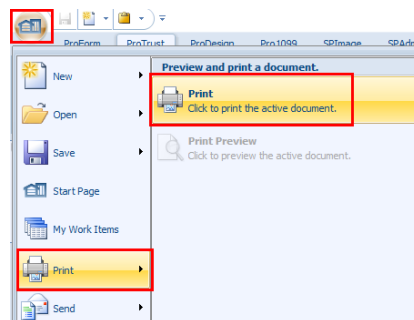 ProForm ProTrust ProDesign Pro1099 SPImage SPAdm
New
Open
Save
Start Page
My Work Items
Print
Send
Preview and print a document.
Print
Click to print the active document.
Print Preview
Click to preview the active document.